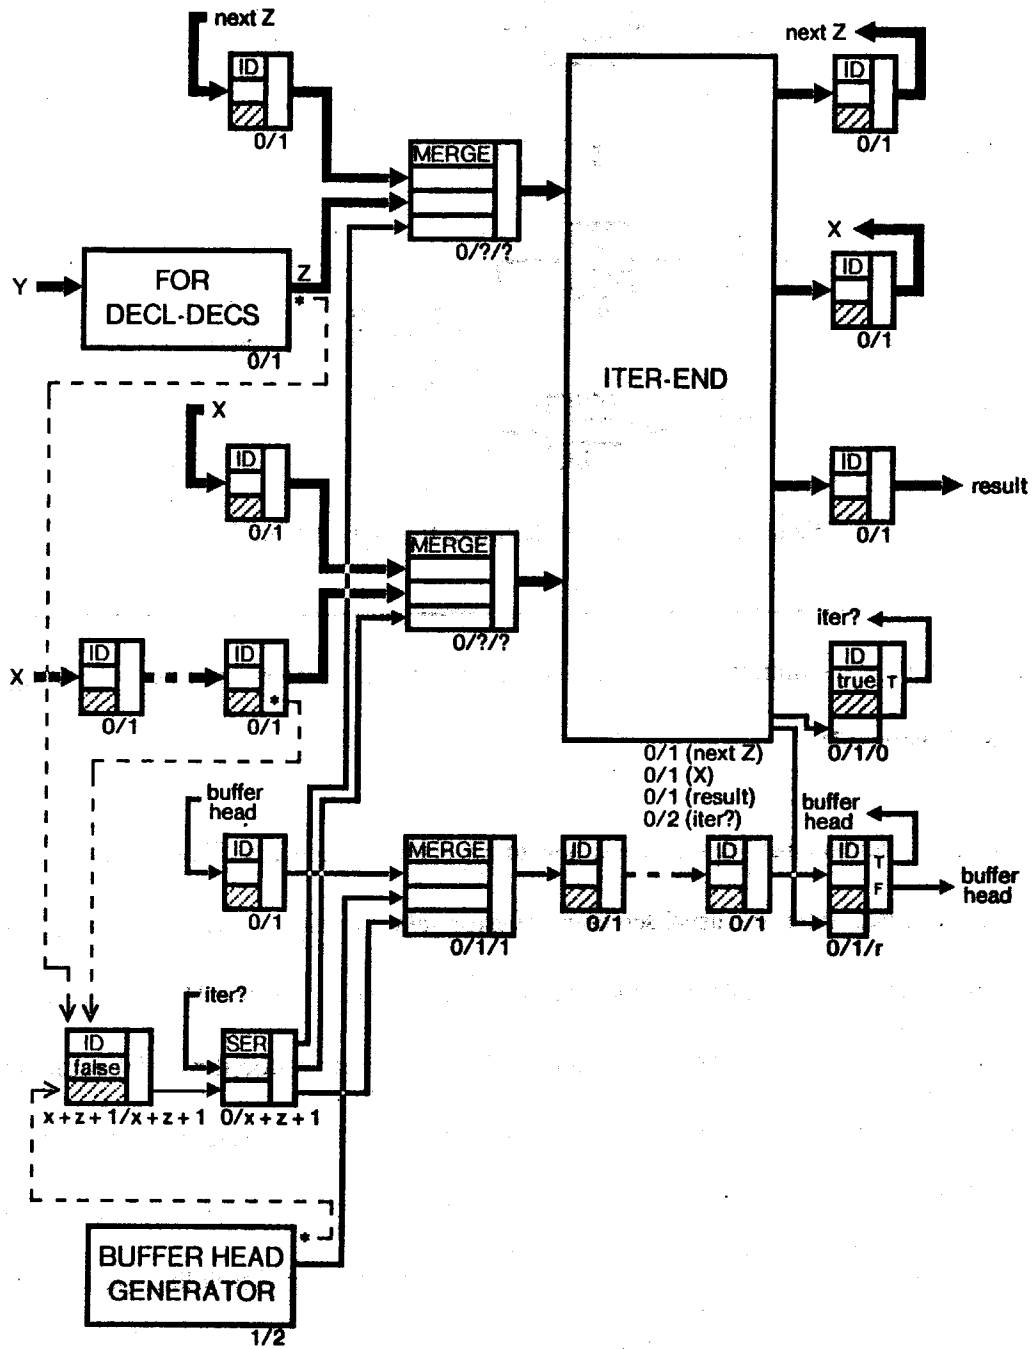 next Z
next Z
ID
ID
0/1
0/1
MERGE
0/?/?
X
ID
Z
FOR
DECL-DECS
*
Y
0/1
0/1
ITER-END
X
ID
ID
0/1
result
0/1
MERGE
0/?/?
iter?
ID
ID
ID
X
true
T
*
0/1
0/1
0/1/0
0/1 (next Z)
0/1 (X)
0/1 (result)
0/2 (iter?)
buffer
head
buffer
head
ID
MERGE
ID
ID
ID
T
F
buffer
head
0/1
0/1/1
0/1
0/1
0/1/r
iter?
ID
SER
false
x + z + 1/x + z + 1
0/x + z + 1
*
BUFFER HEAD
GENERATOR
1/2